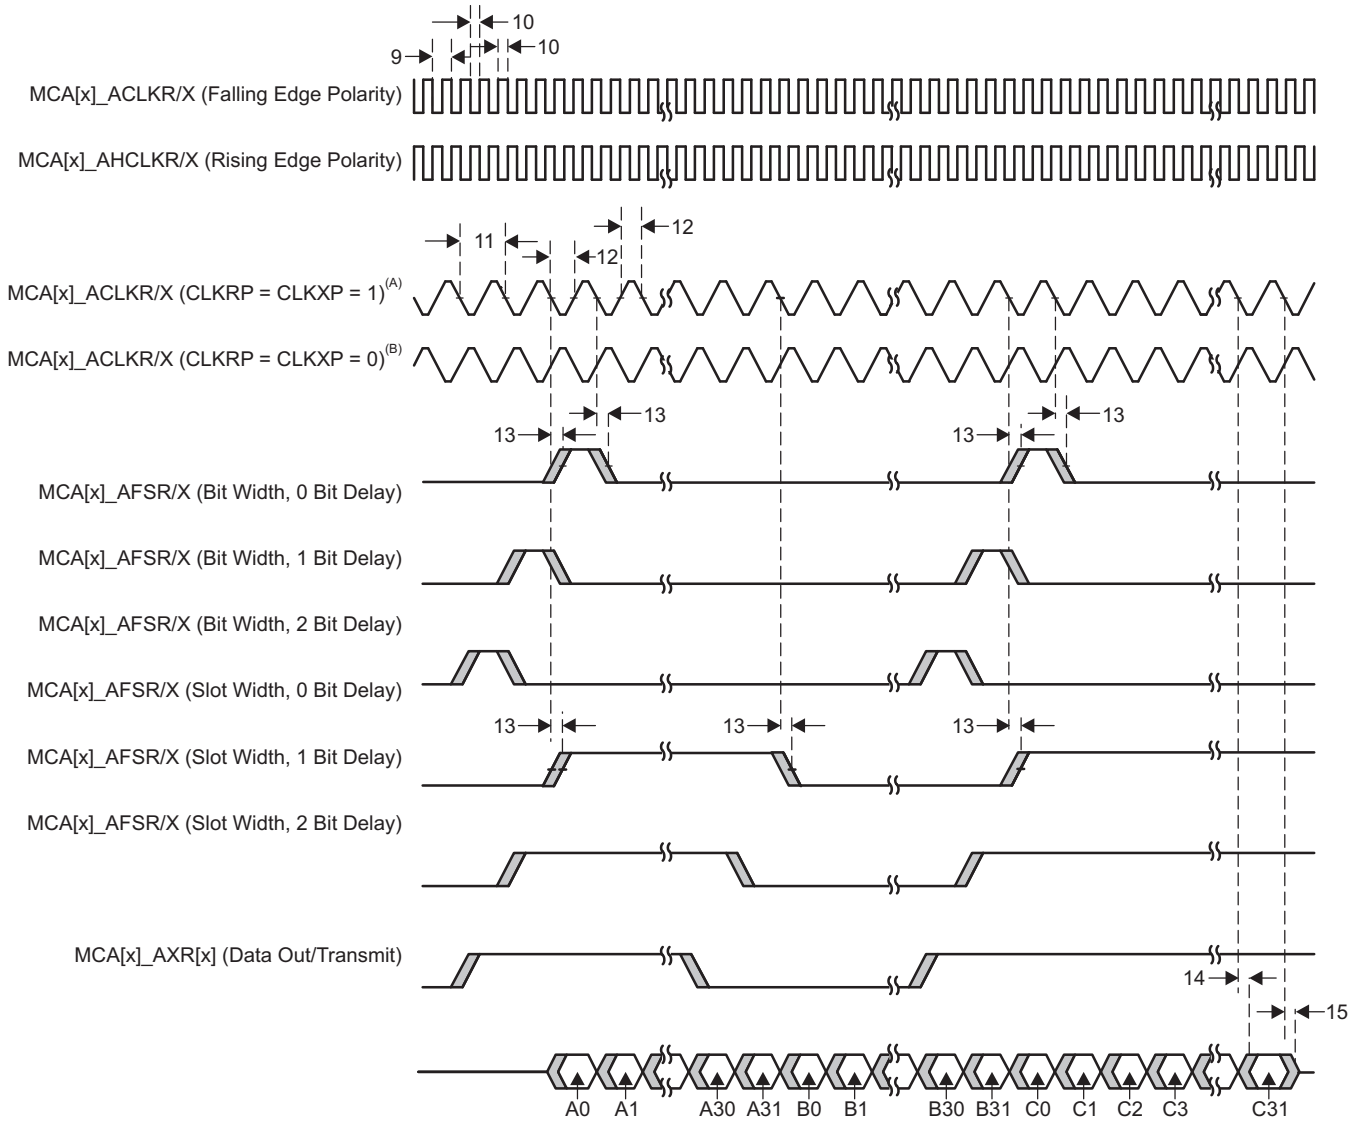 10
9
10
MCA[x]_ACLKR/X (Falling Edge Polarity)
MCA[x]_AHCLKR/X (Rising Edge Polarity)
12
11
12
MCA[x]_ACLKR/X (CLKRP = CLKXP = 1)(A)
MCA[x]_ACLKR/X (CLKRP = CLKXP = 0)(B)
13 13
13 13
MCA[x]_AFSR/X (Bit Width, 0 Bit Delay)
MCA[x]_AFSR/X (Bit Width, 1 Bit Delay)
MCA[x]_AFSR/X (Bit Width, 2 Bit Delay)
MCA[x]_AFSR/X (Slot Width, 0 Bit Delay)
13 13 13
MCA[x]_AFSR/X (Slot Width, 1 Bit Delay)
MCA[x]_AFSR/X (Slot Width, 2 Bit Delay)
MCA[x]_AXR[x] (Data Out/Transmit)
14
15
A0 A1 A30 A31 B0 B1 B30 B31 C0 C1 C2 C3 C31